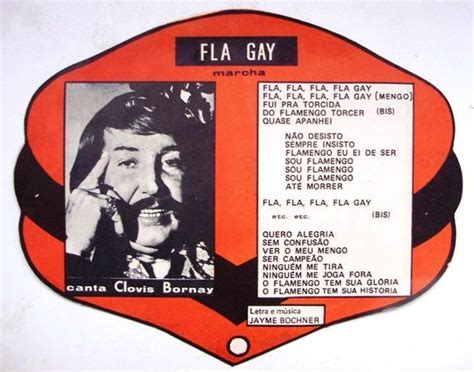 FLA GAY
marcha
FLA, FLA, FLA, FLA GAY
FLA, FLA, FLA, FLA GAY (MENGO)
FUI PRA TORCIDA
DO FLAMENGO TORCER (BIS)
QUASE APANHEI
NÃO DESISTO
SEMPRE INSISTO
FLAMENGO EU EI DE SER
SOU FLAMENGO
SOU FLAMENGO
SOU FLAMENGO
ATÉ MORRER
FLA, FLA, FLA, FLA GAY
etc. etc. (BIS)
QUERO ALEGRIA
SEM CONFUSÃO
VER O MEU MENGO
SER CAMPEÃO
NINGUÉM ME TIRA
NINGUÉM ME JOGA FORA
O FLAMENGO TEM SUA GLÓRIA
O FLAMENGO TEM SUA HISTORIA
canta Clovis Bornay
Letra e música
JAYME BOCHNER